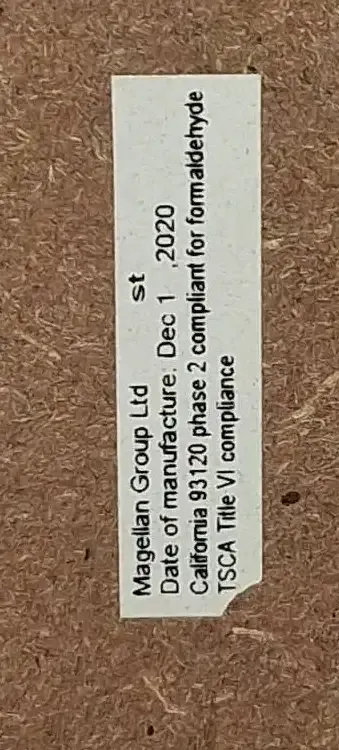 Magellan Group Ltd
st
Date of manufacture: Dec 1 ,2020
California 93120 phase 2 compliant for formaldehyde
TSCA Title VI compliance